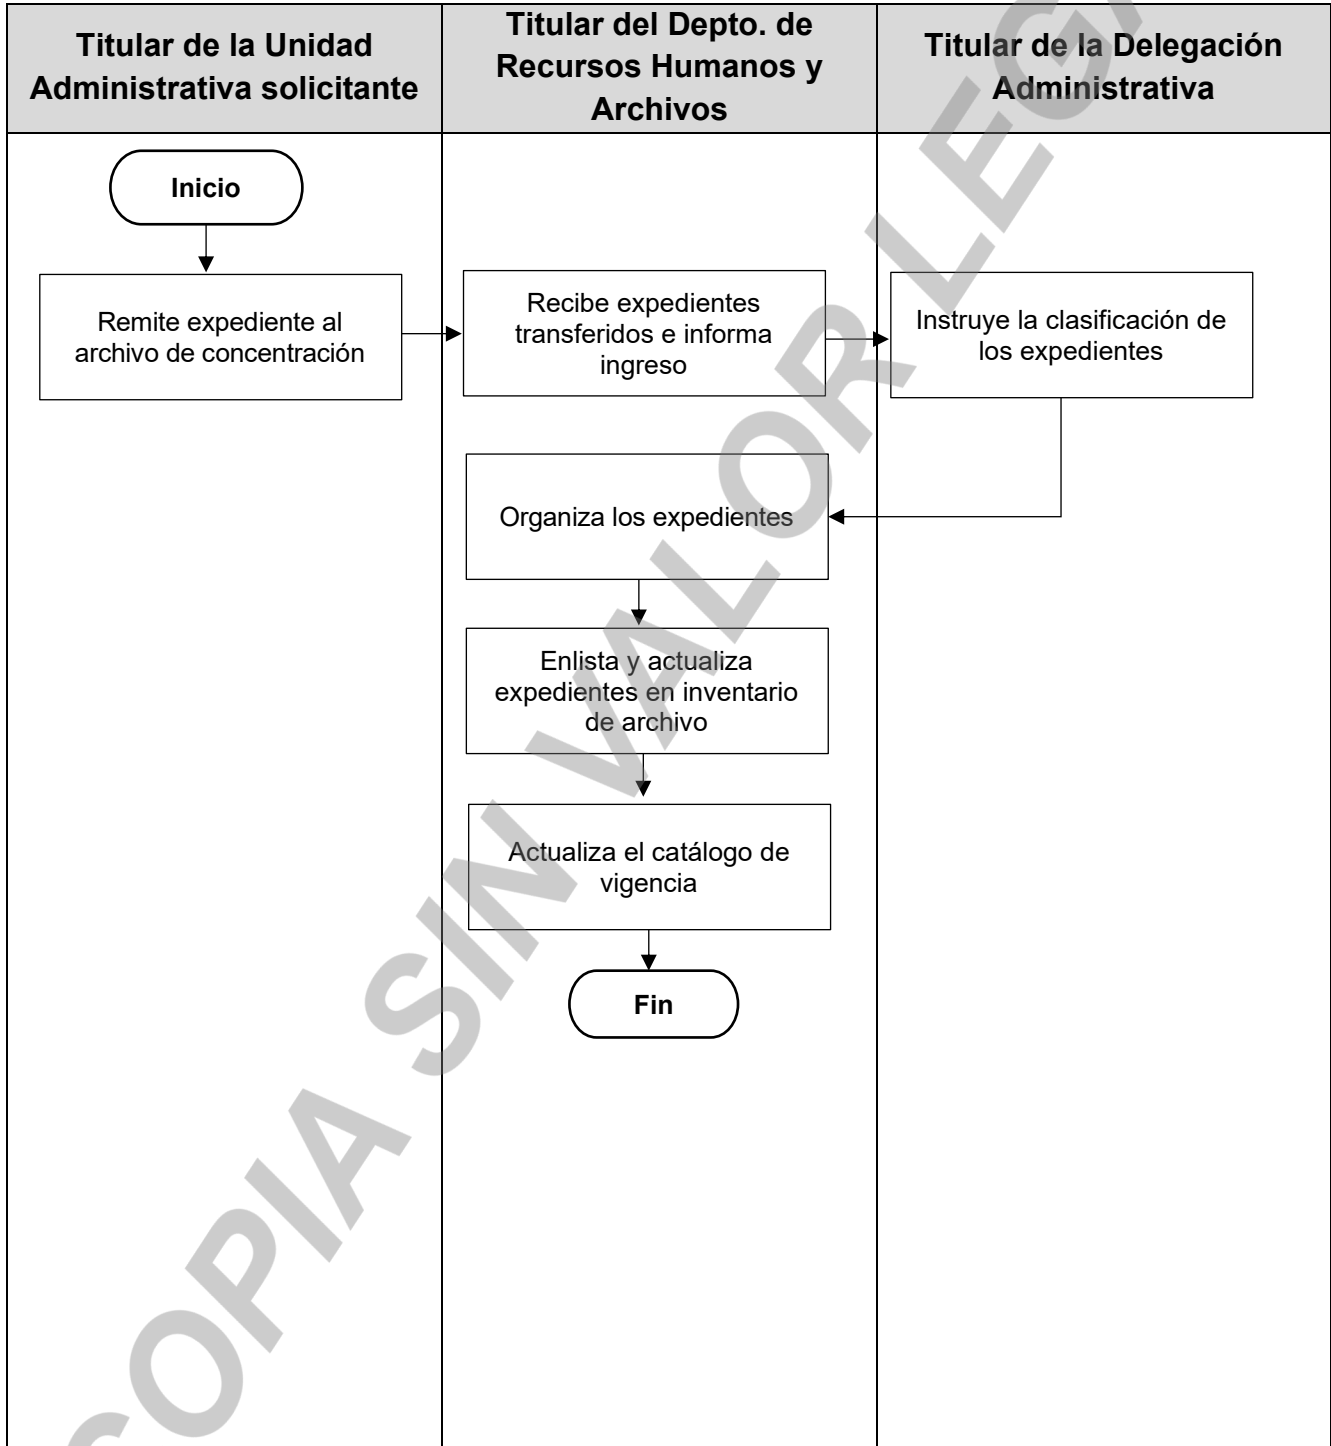 Titular de la Unidad
Administrativa solicitante
Titular del Depto. de
Recursos Humanos y
Archivos
Titular de la Delegación
Administrativa
Inicio
Remite expediente al
archivo de concentración
Recibe expedientes
transferidos e informa
ingreso
Instruye la clasificación de
los expedientes
Organiza los expedientes
Enlista y actualiza
expedientes en inventario
de archivo
Actualiza el catálogo de
vigencia
Fin
COPIA SIN VALOR LEGA